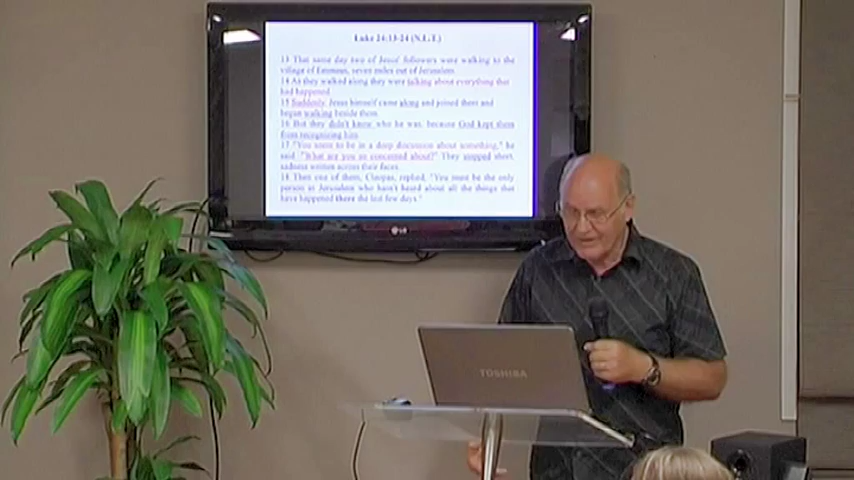 Luke 24:13-24 (N.L.T.)
13 That same day two of Jesus' followers were walking to the
village of Emmaus, seven miles out of Jerusalem.
14 As they walked along they were talking about everything that
had happened.
15 Suddenly, Jesus himself came along and joined them and
began walking beside them.
16 But they didn't know who he was, because God kept them
from recognizing him.
17 "You seem to be in a deep discussion about something," he
said. "What are you so concerned about?" They stopped short,
sadness written across their faces.
18 Then one of them, Cleopas, replied, "You must be the only
person in Jerusalem who hasn't heard about all the things that
have happened there the last few days."
LG
TOSHIBA